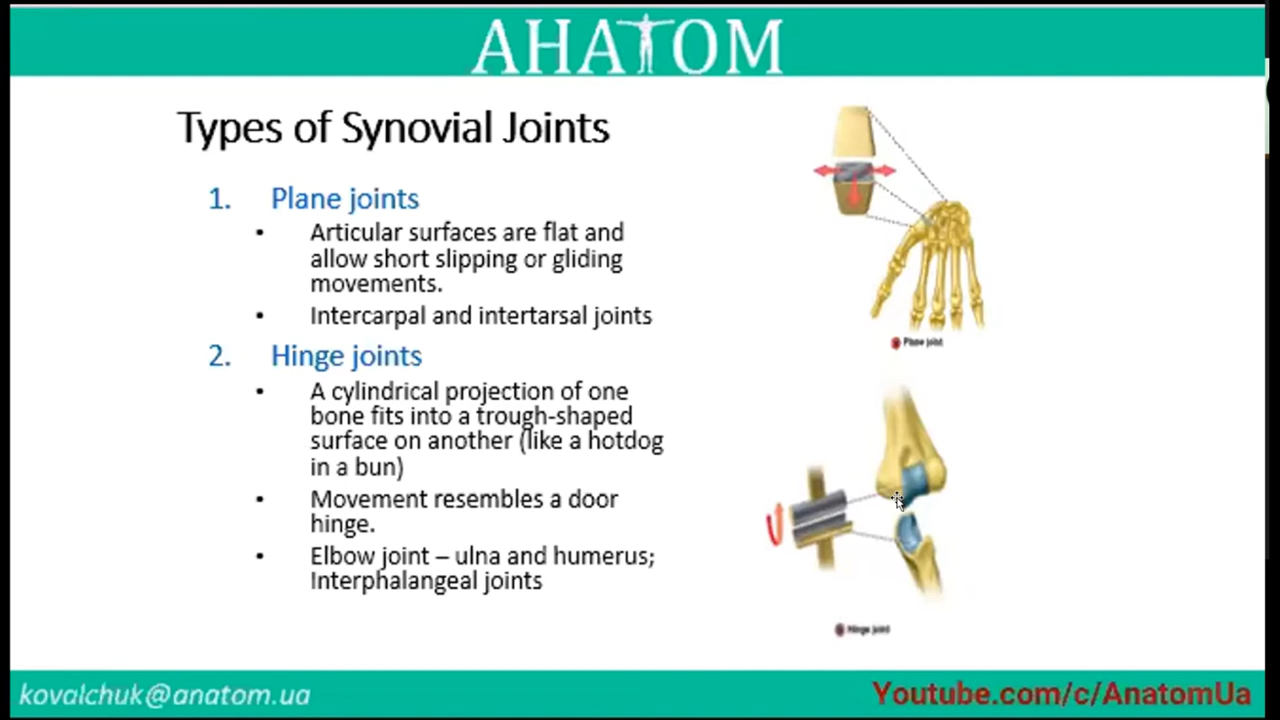 AHATOM
Types of Synovial Joints
1. Plane joints
• Articular surfaces are flat and
allow short slipping or gliding
movements.
• Intercarpal and intertarsal joints
2. Hinge joints
• A cylindrical projection of one
bone fits into a trough-shaped
surface on another (like a hotdog
in a bun)
• Movement resembles a door
hinge.
• Elbow joint – ulna and humerus;
Interphalangeal joints
Plane joint
Hinge joint
kovalchuk@anatom.ua
Youtube.com/c/AnatomUa